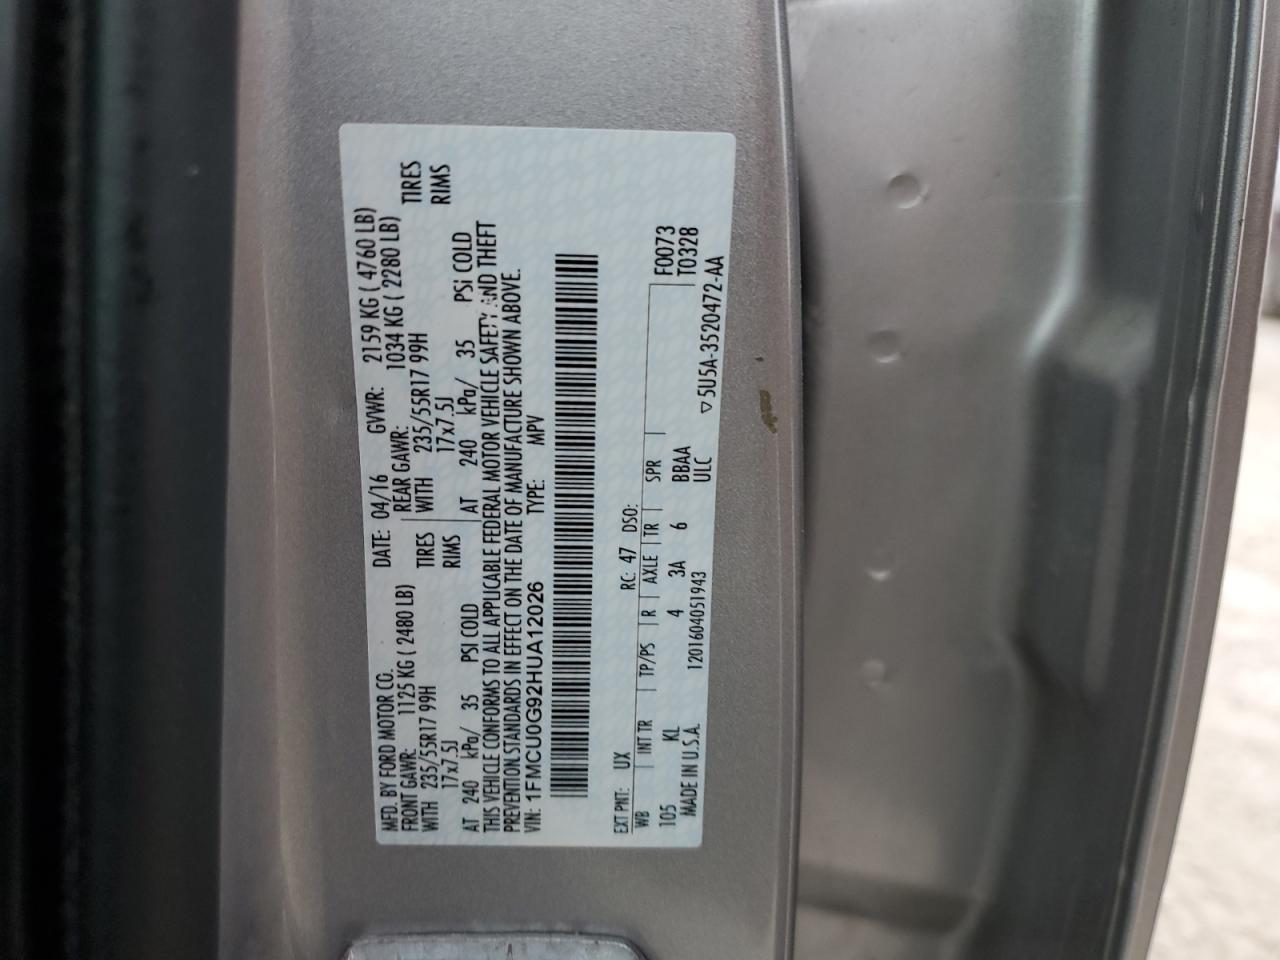 MFD. BY FORD MOTOR CO. DATE: 04/16 GVWR: 2159 KG ( 4760 LB)
FRONT GAWR: 1125 KG ( 2480 LB) REAR GAWR: 1034 KG ( 2280 LB)
WITH 235/55R17 99H TIRES WITH 235/55R17 99H TIRES
17x7.5J RIMS 17x7.5J RIMS
AT 240 kPa/ 35 PSI COLD AT 240 kPa/ 35 PSi COLD
THIS VEHICLE CONFORMS TO ALL APPLICABLE FEDERAL MOTOR VEHICLE SAFETY AND THEFT
PREVENTION STANDARDS IN EFFECT ON THE DATE OF MANUFACTURE SHOWN ABOVE.
VIN: 1FMCU0G92HUA12026 TYPE: MPV
EXT PNT: UX RC: 47 DSO:
WB INT TR TP/PS R AXLE TR SPR F0073
105 KL 4 3A 6 BBAA T0328
MADE IN U.S.A. 1201604051943 ULC ▽5U5A-3520472-AA